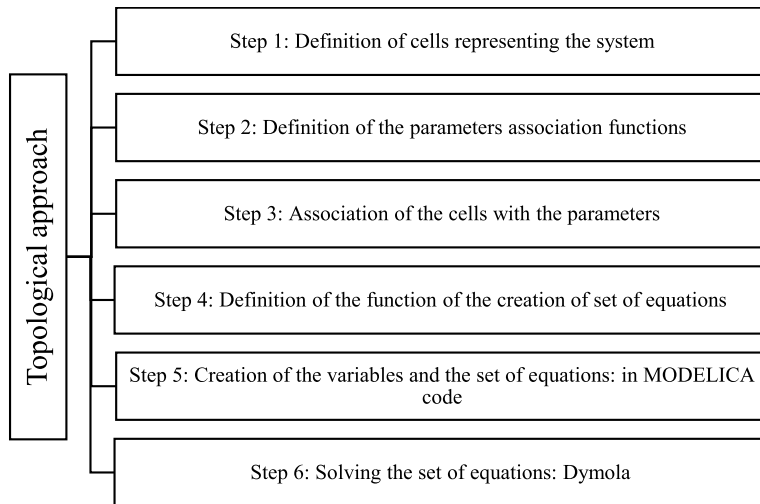 Topological approach
Step 1: Definition of cells representing the system
Step 2: Definition of the parameters association functions
Step 3: Association of the cells with the parameters
Step 4: Definition of the function of the creation of set of equations
Step 5: Creation of the variables and the set of equations: in MODELICA
code
Step 6: Solving the set of equations: Dymola